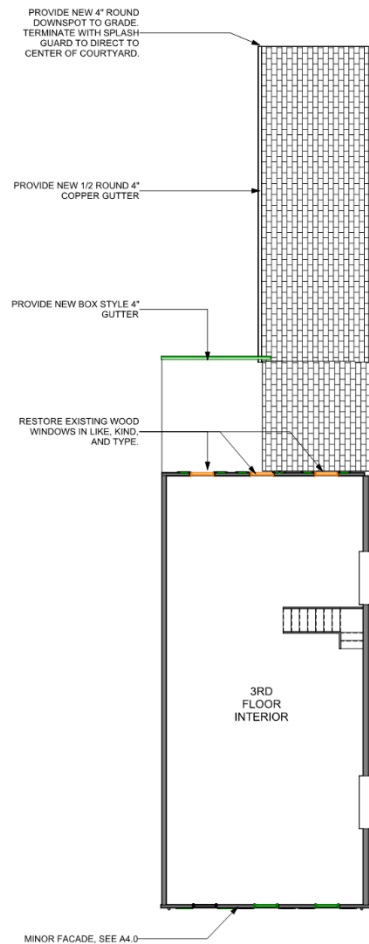 PROVIDE NEW 4" ROUND
DOWNSPOT TO GRADE.
TERMINATE WITH SPLASH
GUARD TO DIRECT TO
CENTER OF COURTYARD.
PROVIDE NEW 1/2 ROUND 4"
COPPER GUTTER
PROVIDE NEW BOX STYLE 4"
GUTTER
RESTORE EXISTING WOOD
WINDOWS IN LIKE, KIND,
AND TYPE.
3RD
FLOOR
INTERIOR
MINOR FACADE, SEE A4.0